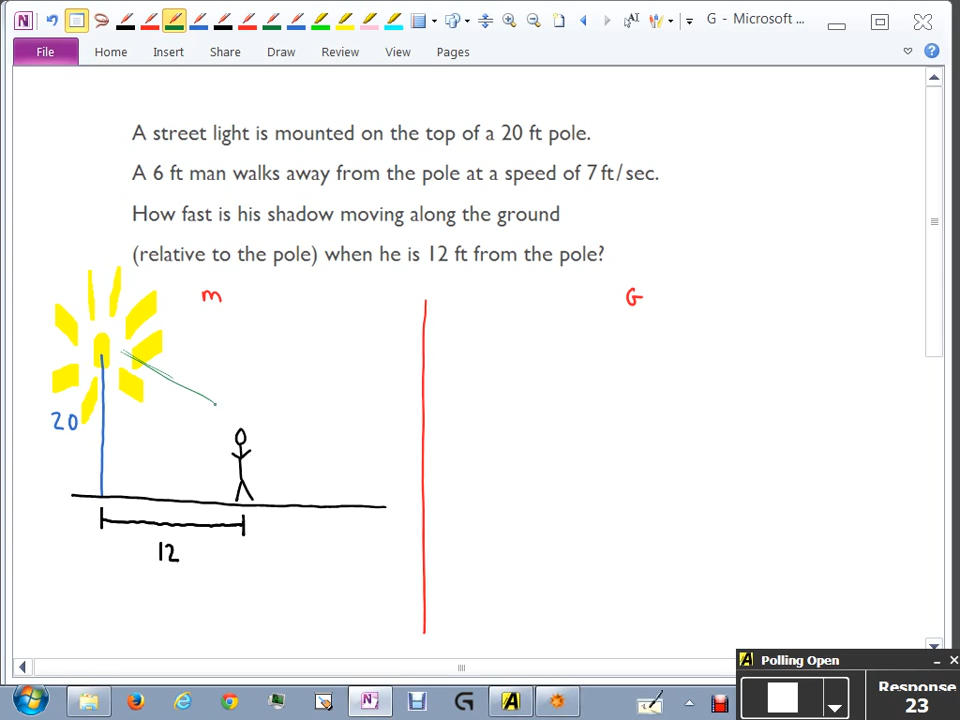 G - Microsoft ...
File Home Insert Share Draw Review View Pages
A street light is mounted on the top of a 20 ft pole.
A 6 ft man walks away from the pole at a speed of 7 ft/sec.
How fast is his shadow moving along the ground
(relative to the pole) when he is 12 ft from the pole?
m
G
20
12
Polling Open
Response
23